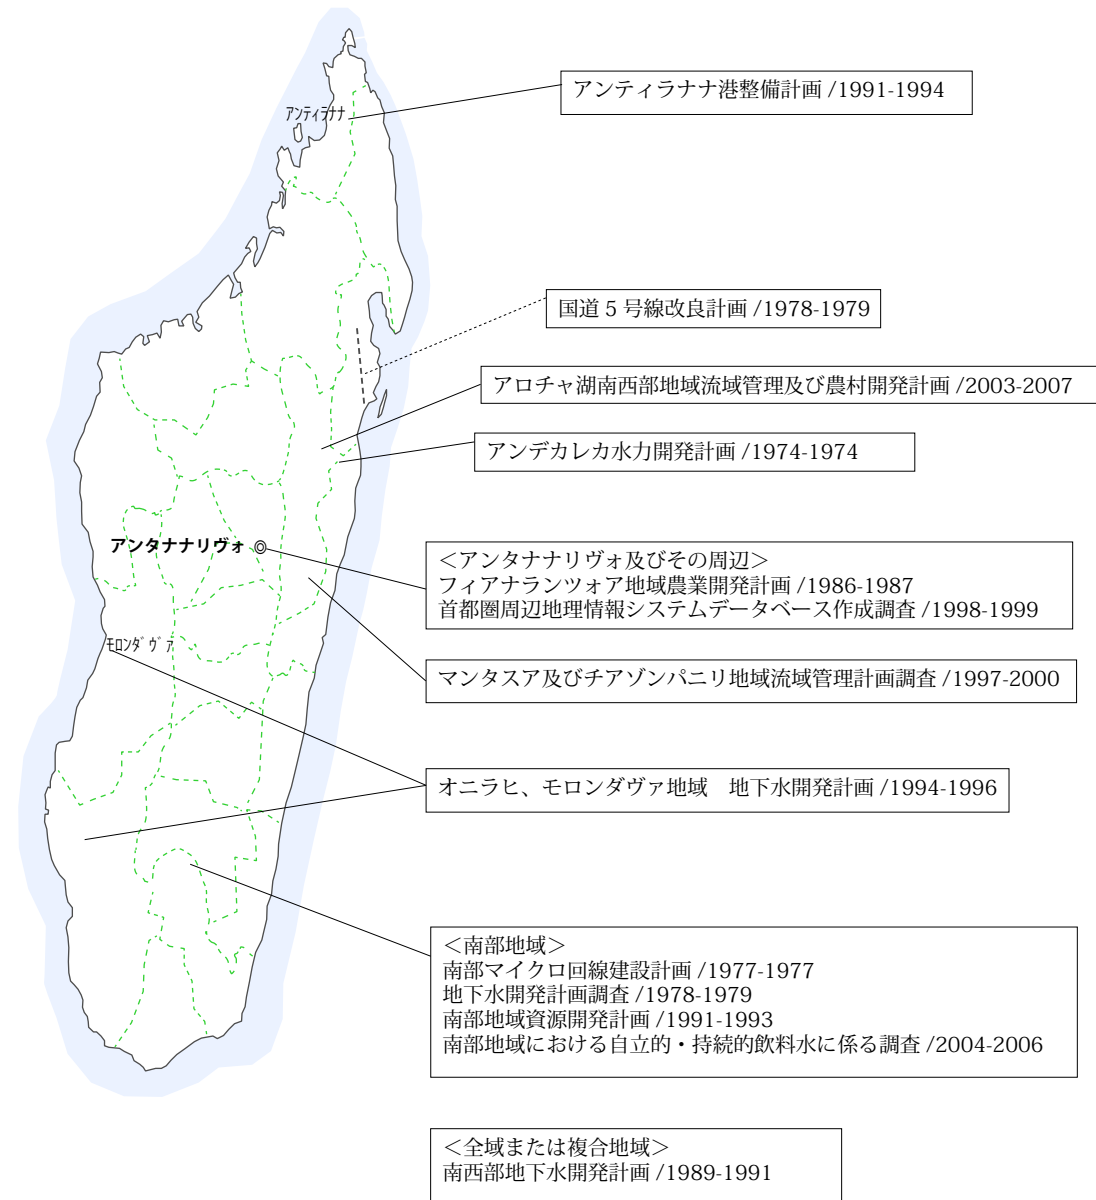 アンティラナナ港整備計画 /1991-1994
ｱﾝﾃｨﾗﾅﾅ
国道 5 号線改良計画 /1978-1979
アロチャ湖南西部地域流域管理及び農村開発計画 /2003-2007
アンデカレカ水力開発計画 /1974-1974
アンタナナリヴォ
＜アンタナナリヴォ及びその周辺＞
フィアナランツォア地域農業開発計画 /1986-1987
首都圏周辺地理情報システムデータベース作成調査 /1998-1999
ﾓﾛﾝﾀﾞｳﾞｧ
マンタスア及びチアゾンパニリ地域流域管理計画調査 /1997-2000
オニラヒ、モロンダヴァ地域　地下水開発計画 /1994-1996
＜南部地域＞
南部マイクロ回線建設計画 /1977-1977
地下水開発計画調査 /1978-1979
南部地域資源開発計画 /1991-1993
南部地域における自立的・持続的飲料水に係る調査 /2004-2006
＜全域または複合地域＞
南西部地下水開発計画 /1989-1991